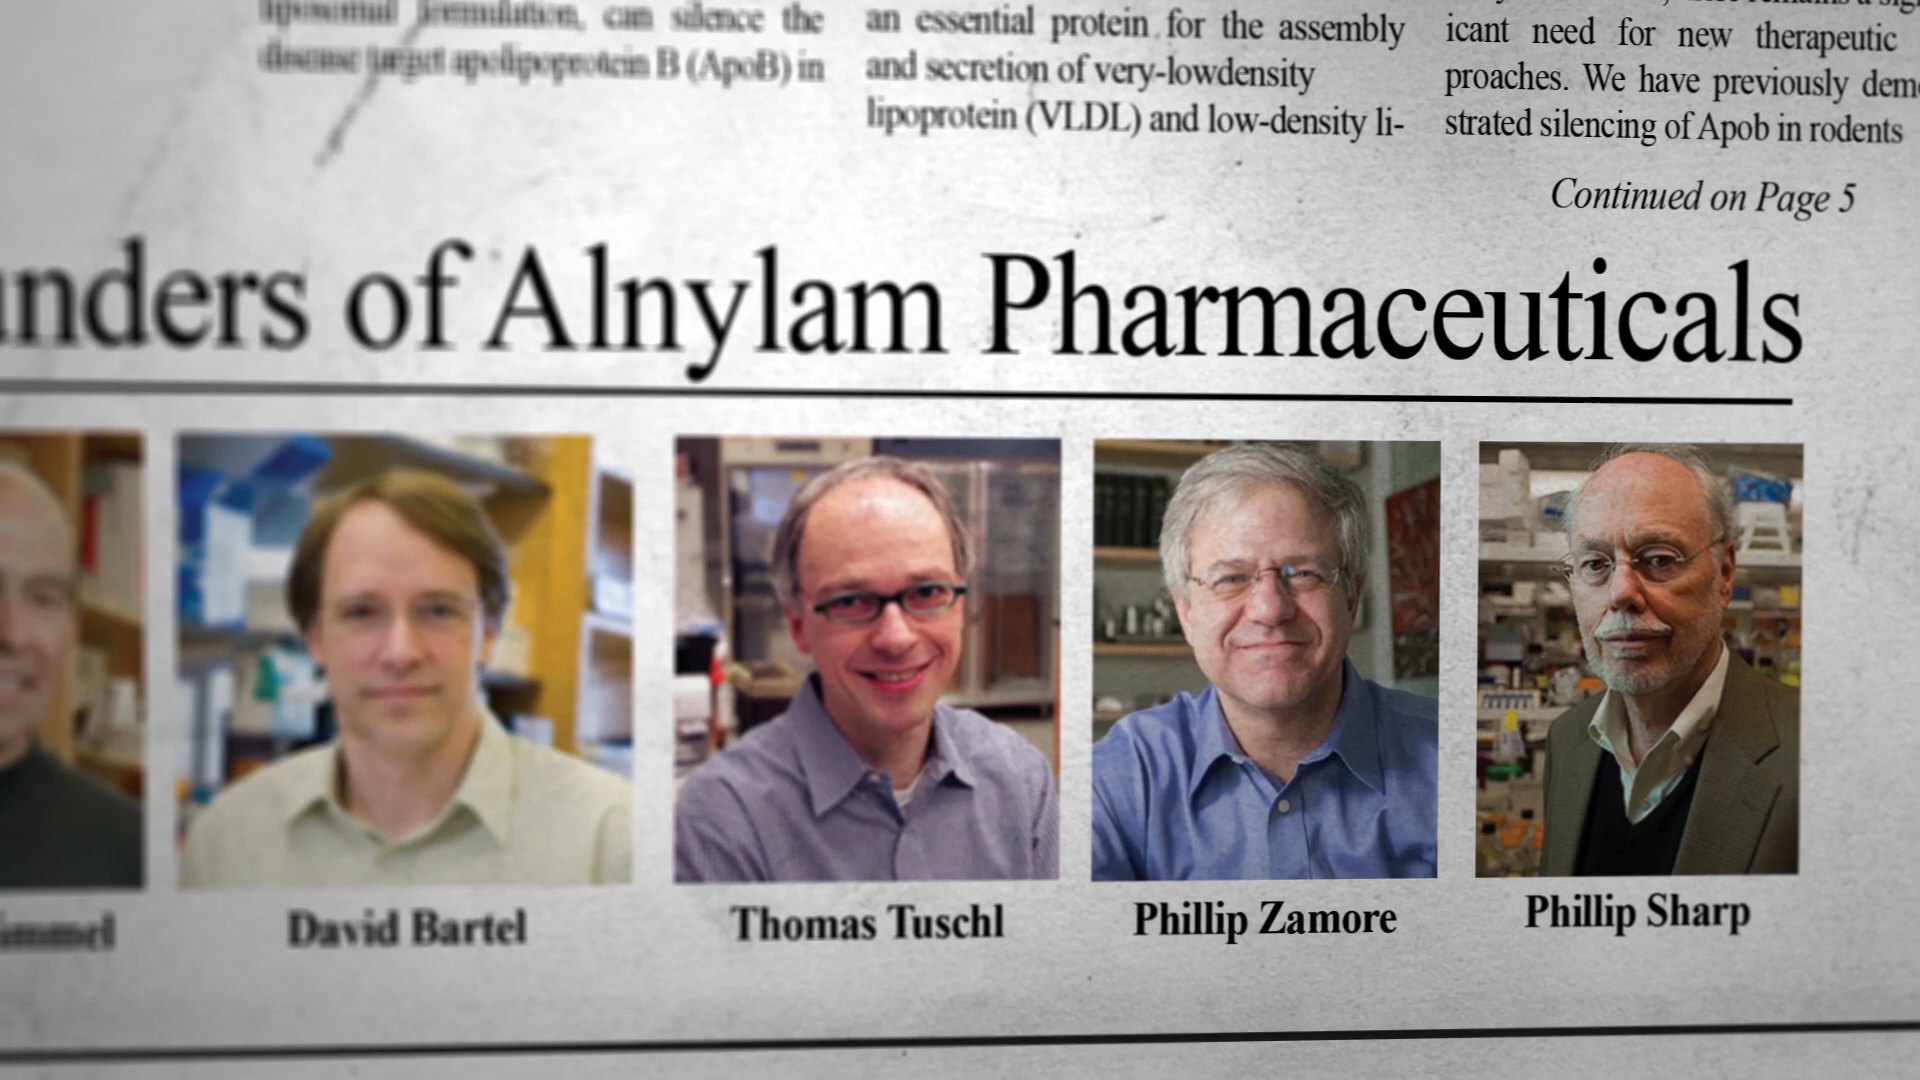 liposomal formulation, can silence the
disease target apolipoprotein B (ApoB) in
an essential protein for the assembly
and secretion of very-lowdensity
lipoprotein (VLDL) and low-density li-
icant need for new therapeutic
proaches. We have previously dem
strated silencing of Apob in rodents
Continued on Page 5
unders of Alnylam Pharmaceuticals
immel
David Bartel
Thomas Tuschl
Phillip Zamore
Phillip Sharp